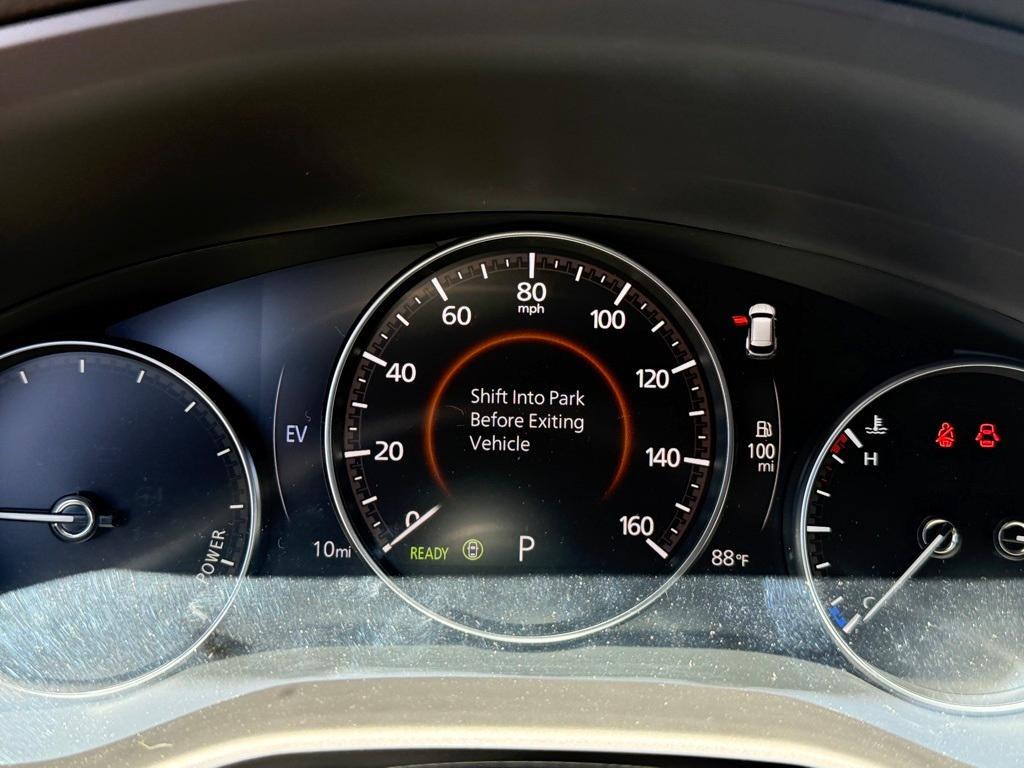 80
mph
60
100
40
120
Shift Into Park
Before Exiting
Vehicle
EV
20
140
100
mi
H
0
160
POWER
10mi
READY
P
88°F
C